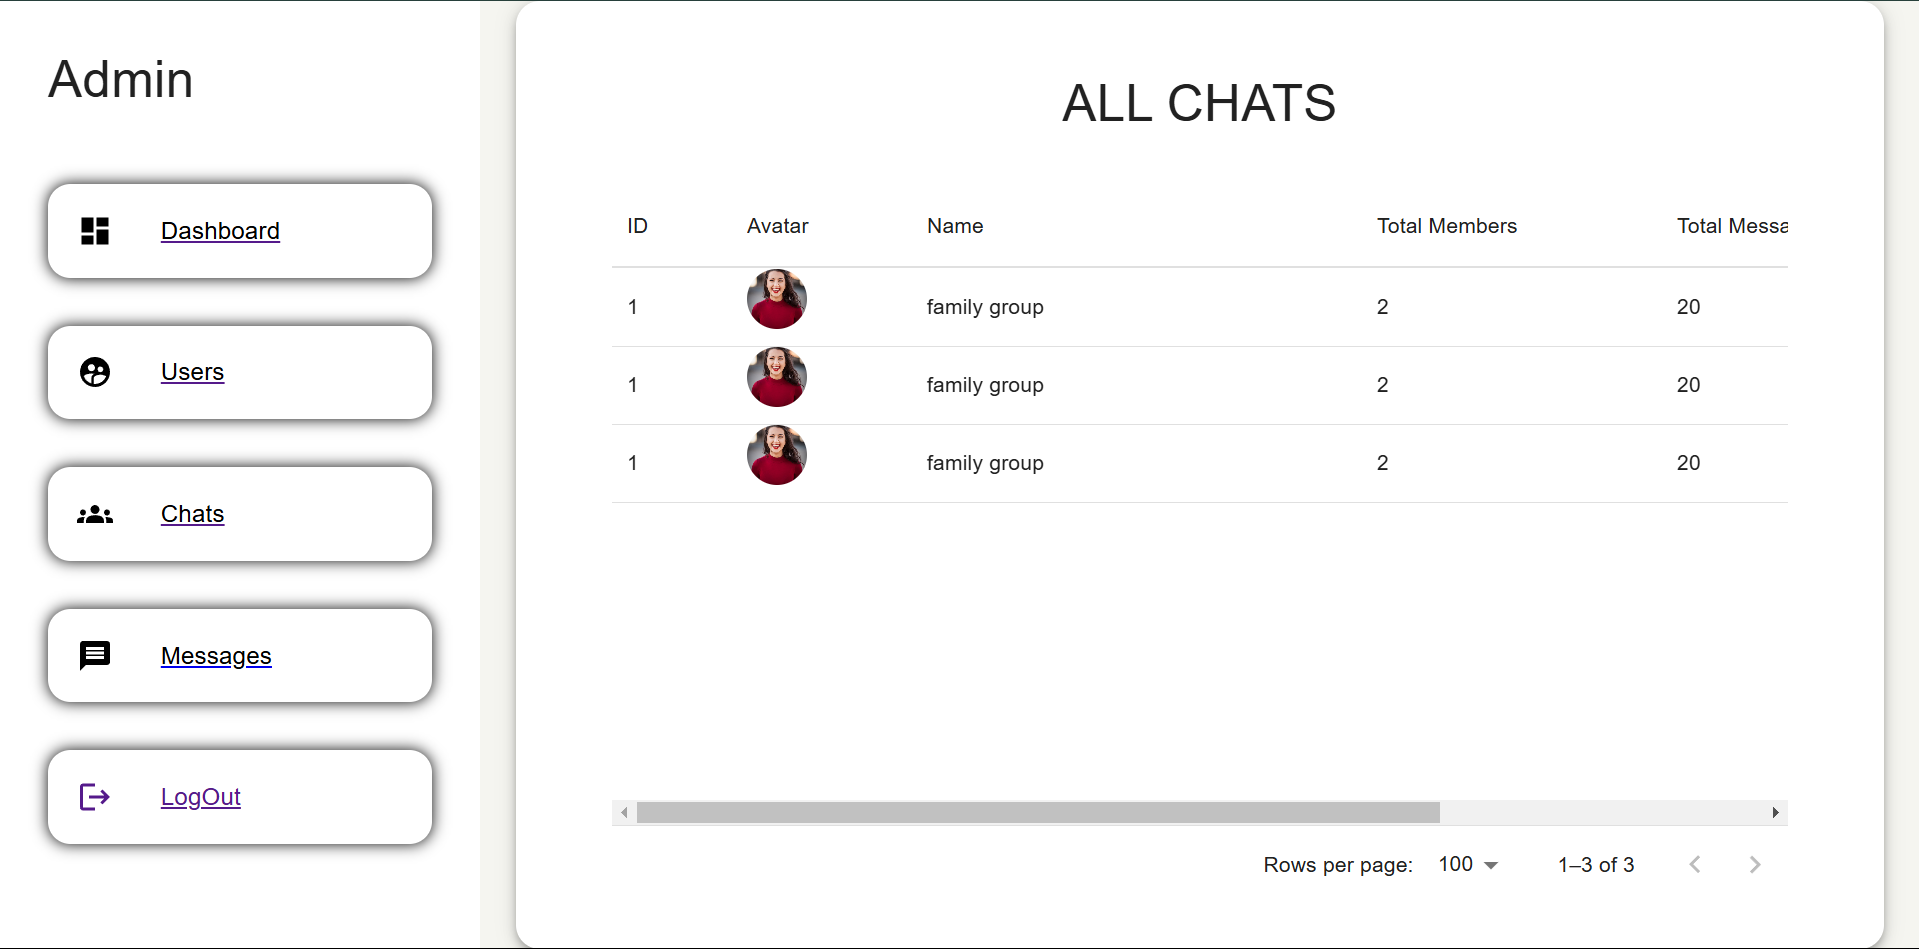 Admin
Dashboard
Users
Chats
Messages
LogOut
ALL CHATS
ID Avatar Name Total Members Total Messa
1 family group 2 20
1 family group 2 20
1 family group 2 20
Rows per page: 100 1–3 of 3